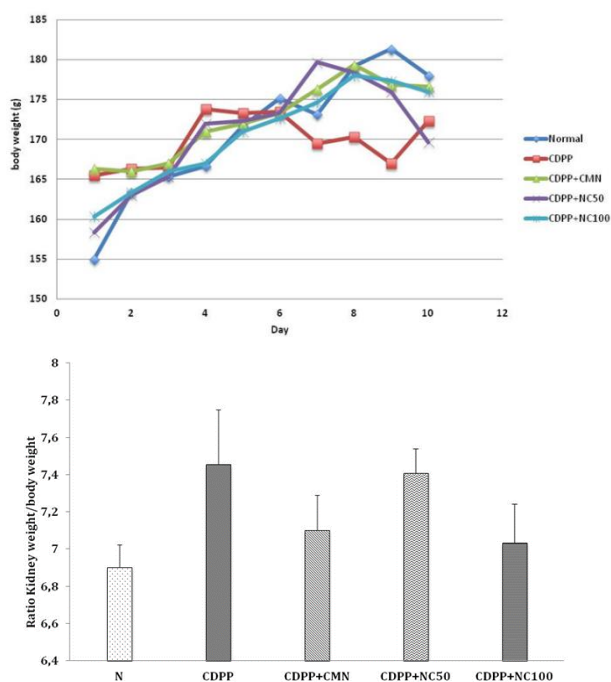 185
180
175
170
165
160
155
150
body weight (g)
0 2 4 6 8 10 12
Day
Normal
CDPP
CDPP+CMN
CDPP+NC50
CDPP+NC100
8
7,8
7,6
7,4
7,2
7
6,8
6,6
6,4
Ratio Kidney weight/body weight
N CDPP CDPP+CMN CDPP+NC50 CDPP+NC100